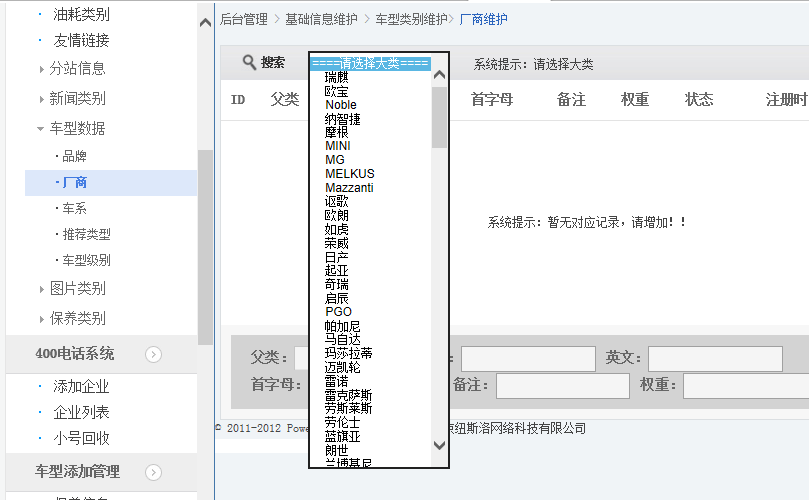 油耗类别
友情链接
分站信息
新闻类别
车型数据
品牌
厂商
车系
推荐类型
车型级别
图片类别
保养类别
400电话系统
添加企业
企业列表
小号回收
车型添加管理
后台管理 > 基础信息维护 > 车型类别维护> 厂商维护
搜索
系统提示：请选择大类
ID 父类 首字母 备注 权重 状态 注册时
====请选择大类====
瑞麒
欧宝
Noble
纳智捷
摩根
MINI
MG
MELKUS
Mazzanti
讴歌
欧朗
如虎
荣威
日产
起亚
奇瑞
启辰
PGO
帕加尼
马自达
玛莎拉蒂
迈凯轮
雷诺
雷克萨斯
劳斯莱斯
劳伦士
蓝旗亚
朗世
兰博基尼
系统提示：暂无对应记录，请增加！！
父类： 英文：
首字母： 备注： 权重：
© 2011-2012 Powe 纽斯洛网络科技有限公司